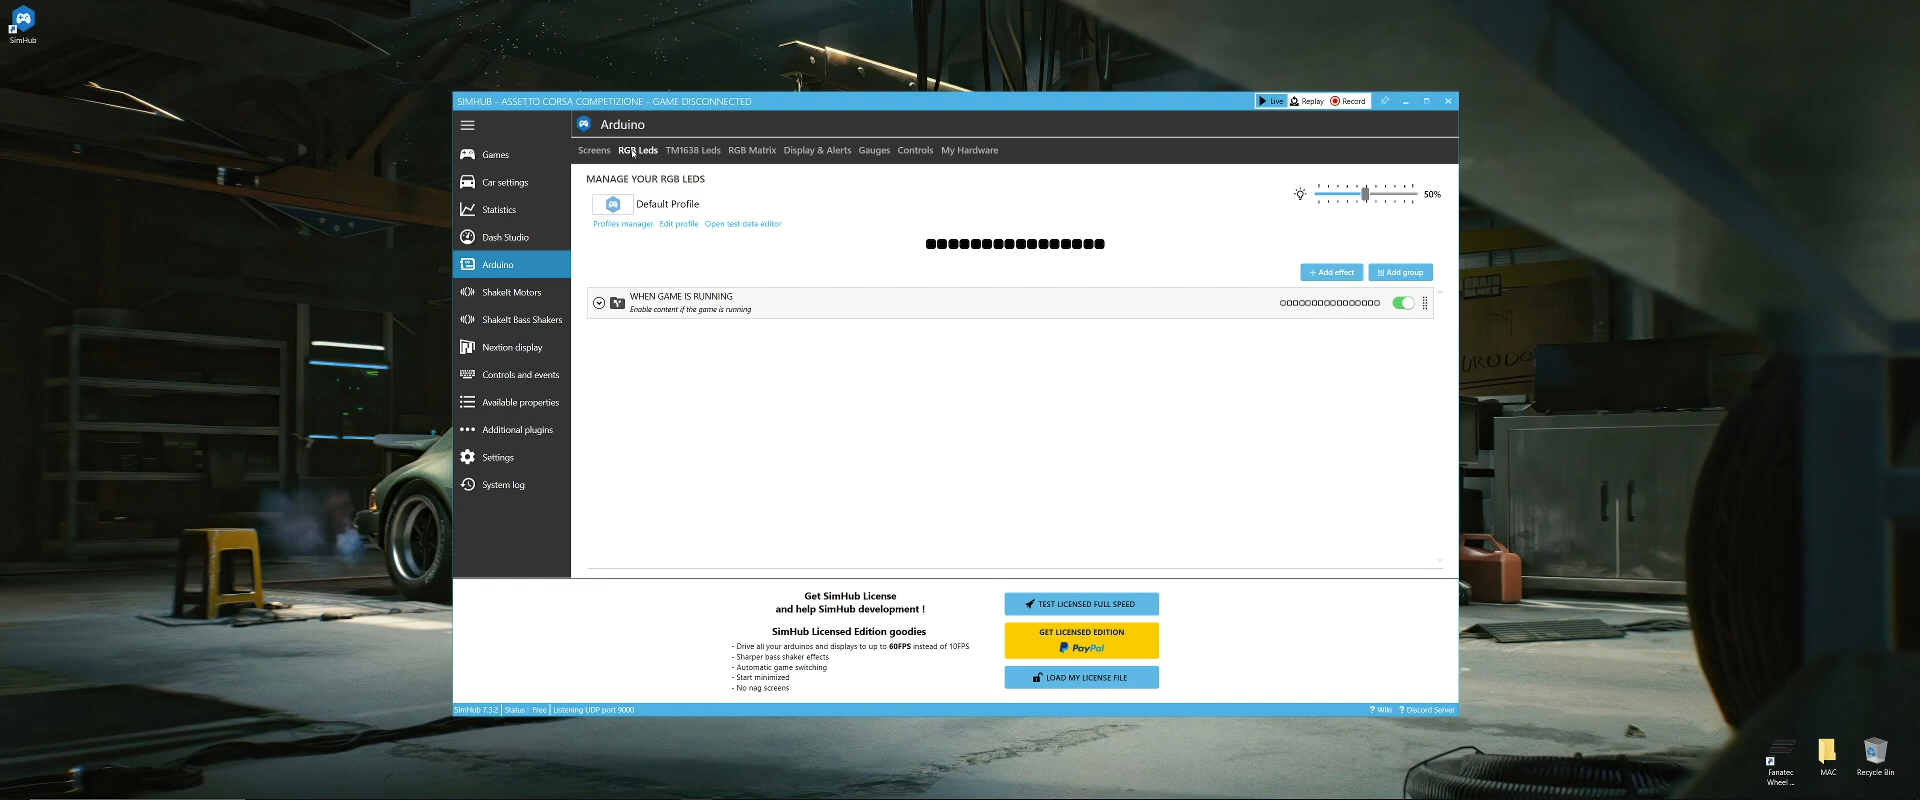 SimHub
SIMHUB - ASSETTO CORSA COMPETIZIONE - GAME DISCONNECTED
Live
Replay
Record
Arduino
Games
Car settings
Statistics
Dash Studio
Arduino
ShakeIt Motors
ShakeIt Bass Shakers
Nextion display
Controls and events
Available properties
Additional plugins
Settings
System log
Screens RGB Leds TM1638 Leds RGB Matrix Display & Alerts Gauges Controls My Hardware
MANAGE YOUR RGB LEDS
50%
Default Profile
Profiles manager Edit profile Open test data editor
+ Add effect
Add group
WHEN GAME IS RUNNING
Enable content if the game is running
Get SimHub License
and help SimHub development !
SimHub Licensed Edition goodies
- Drive all your arduinos and displays to up to 60FPS instead of 10FPS
- Sharper bass shaker effects
- Automatic game switching
- Start minimized
- No nag screens
TEST LICENSED FULL SPEED
GET LICENSED EDITION
PayPal
LOAD MY LICENSE FILE
SimHub 7.3.2 | Status : Free | Listening UDP port 9000
? Wiki ? Discord Server
Fanatec
Wheel ...
MAC
Recycle Bin